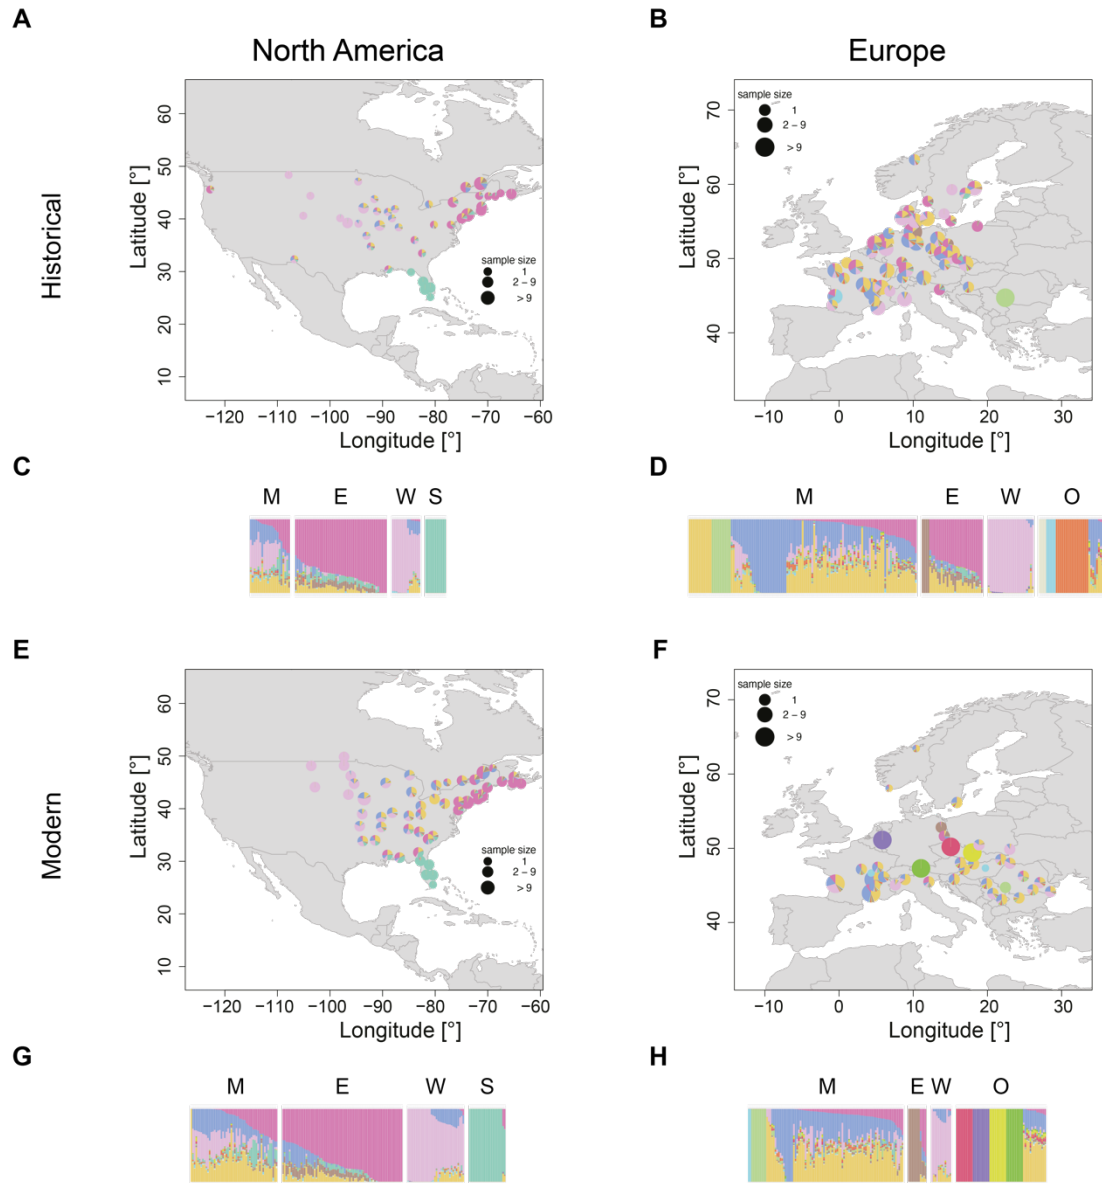 A
B
North America
Europe
Historical
Latitude [°]
60
50
40
30
20
10
sample size
1
2 – 9
> 9
−120 −110 −100 −90 −80 −70 −60
Longitude [°]
Latitude [°]
70
60
50
40
sample size
1
2 – 9
> 9
−10 0 10 20 30
Longitude [°]
C
D
M E W S
M E W O
E
F
Modern
Latitude [°]
60
50
40
30
20
10
sample size
1
2 – 9
> 9
−120 −110 −100 −90 −80 −70 −60
Longitude [°]
Latitude [°]
70
60
50
40
sample size
1
2 – 9
> 9
−10 0 10 20 30
Longitude [°]
G
H
M E W S
M E W O